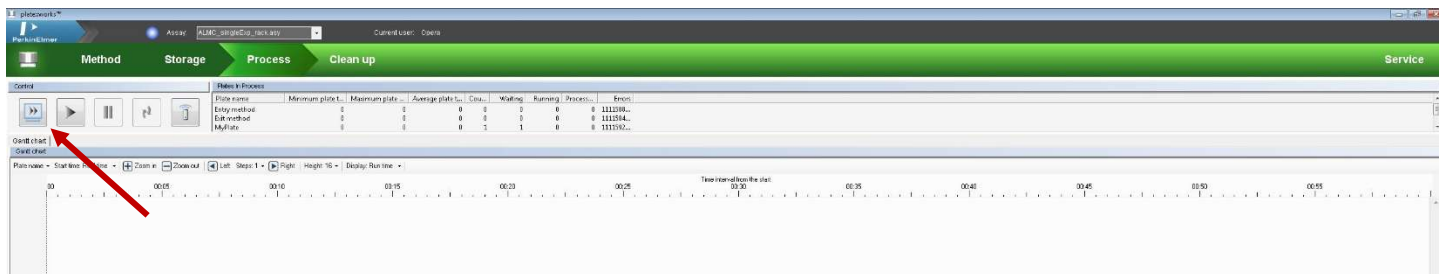 plate::works™
PerkinElmer
Assay: ALMC_singleExp_rack.asy Current user: Opera
Method Storage Process Clean up Service
Control Plates In Process
Plate name Minimum plate t... Maximum plate ... Average plate t... Cou... Waiting Running Process... Errors
Entry method 0 0 0 0 0 0 0 1111580...
Exit method 0 0 0 0 0 0 0 1111584...
MyPlate 0 0 0 1 1 0 0 1111592...
Gantt chart
Gantt chart
Plate name Start time: Zoom in Zoom out Left Steps: 1 Right Height: 16 Display: Run time
Time interval from the start
00 00:05 00:10 00:15 00:20 00:25 00:30 00:35 00:40 00:45 00:50 00:55